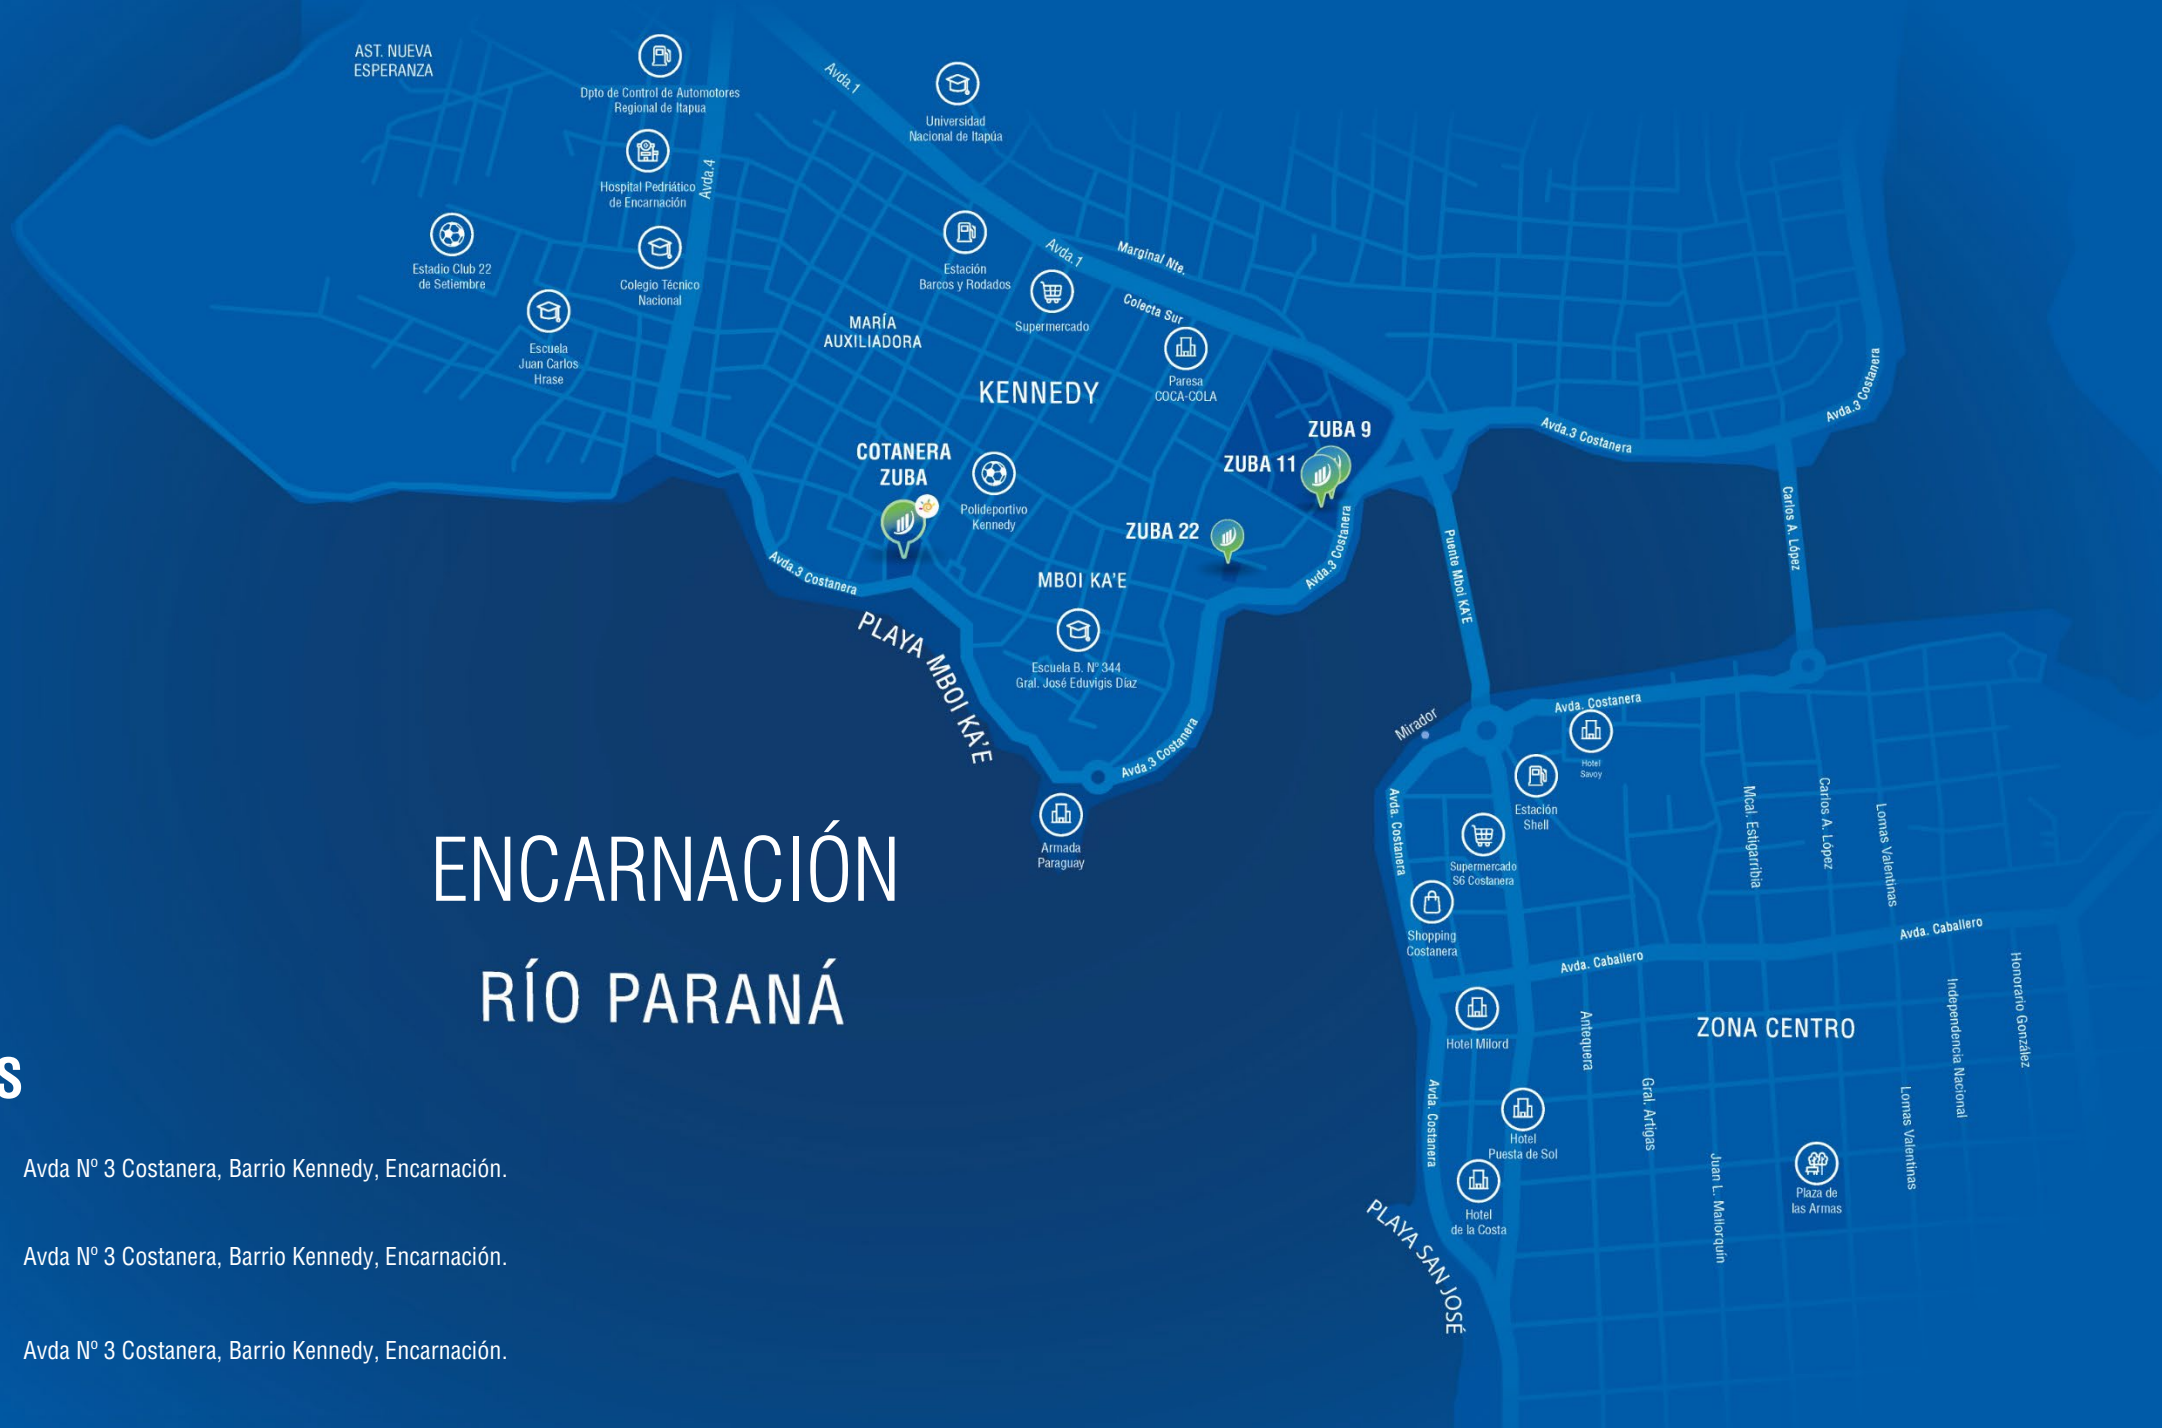 AST. NUEVA
ESPERANZA
Dpto de Control de Automotores
Regional de Itapua
Avda.1
Universidad
Nacional de Itapúa
Hospital Pedriático
de Encarnación
Avda.4
Estadio Club 22
de Setiembre
Colegio Técnico
Nacional
Escuela
Juan Carlos
Hrase
Estación
Barcos y Rodados
Avda.1
Marginal Nte.
Supermercado
Colecta Sur
MARÍA
AUXILIADORA
KENNEDY
Paresa
COCA-COLA
Avda.3 Costanera
Avda.3 Costanera
COTANERA
ZUBA
Polideportivo
Kennedy
ZUBA 9
ZUBA 11
ZUBA 22
Avda.3 Costanera
Avda.3 Costanera
Puente Mboi KA'E
Carlos A. López
MBOI KA'E
PLAYA MBOI KA'E
Escuela B. Nº 344
Gral. José Eduvigis Díaz
Avda.3 Costanera
Armada
Paraguay
Mirador
Avda. Costanera
Hotel
Savoy
Estación
Shell
Avda. Costanera
Supermercado
S6 Costanera
Shopping
Costanera
Mcal. Estigarribia
Carlos A. López
Lomas Valentinas
Avda. Caballero
Avda. Caballero
ENCARNACIÓN
RÍO PARANÁ
Hotel Milord
Antequera
ZONA CENTRO
Independencia Nacional
Honorario González
Avda. Costanera
Hotel
Puesta de Sol
Gral. Artigas
Lomas Valentinas
Juan L. Mallorquín
Plaza de
las Armas
Hotel
de la Costa
PLAYA SAN JOSÉ
S
Avda Nº 3 Costanera, Barrio Kennedy, Encarnación.
Avda Nº 3 Costanera, Barrio Kennedy, Encarnación.
Avda Nº 3 Costanera, Barrio Kennedy, Encarnación.